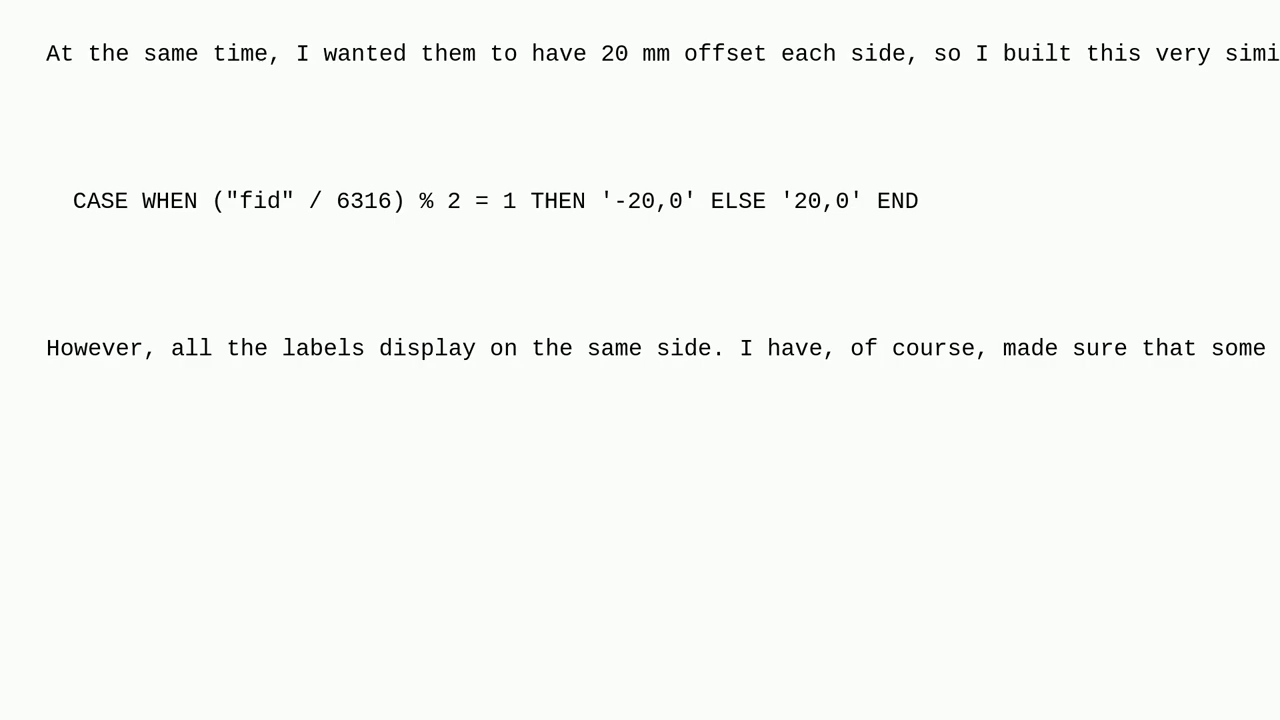 At the same time, I wanted them to have 20 mm offset each side, so I built this very simi
CASE WHEN ("fid" / 6316) % 2 = 1 THEN '-20,0' ELSE '20,0' END
However, all the labels display on the same side. I have, of course, made sure that some